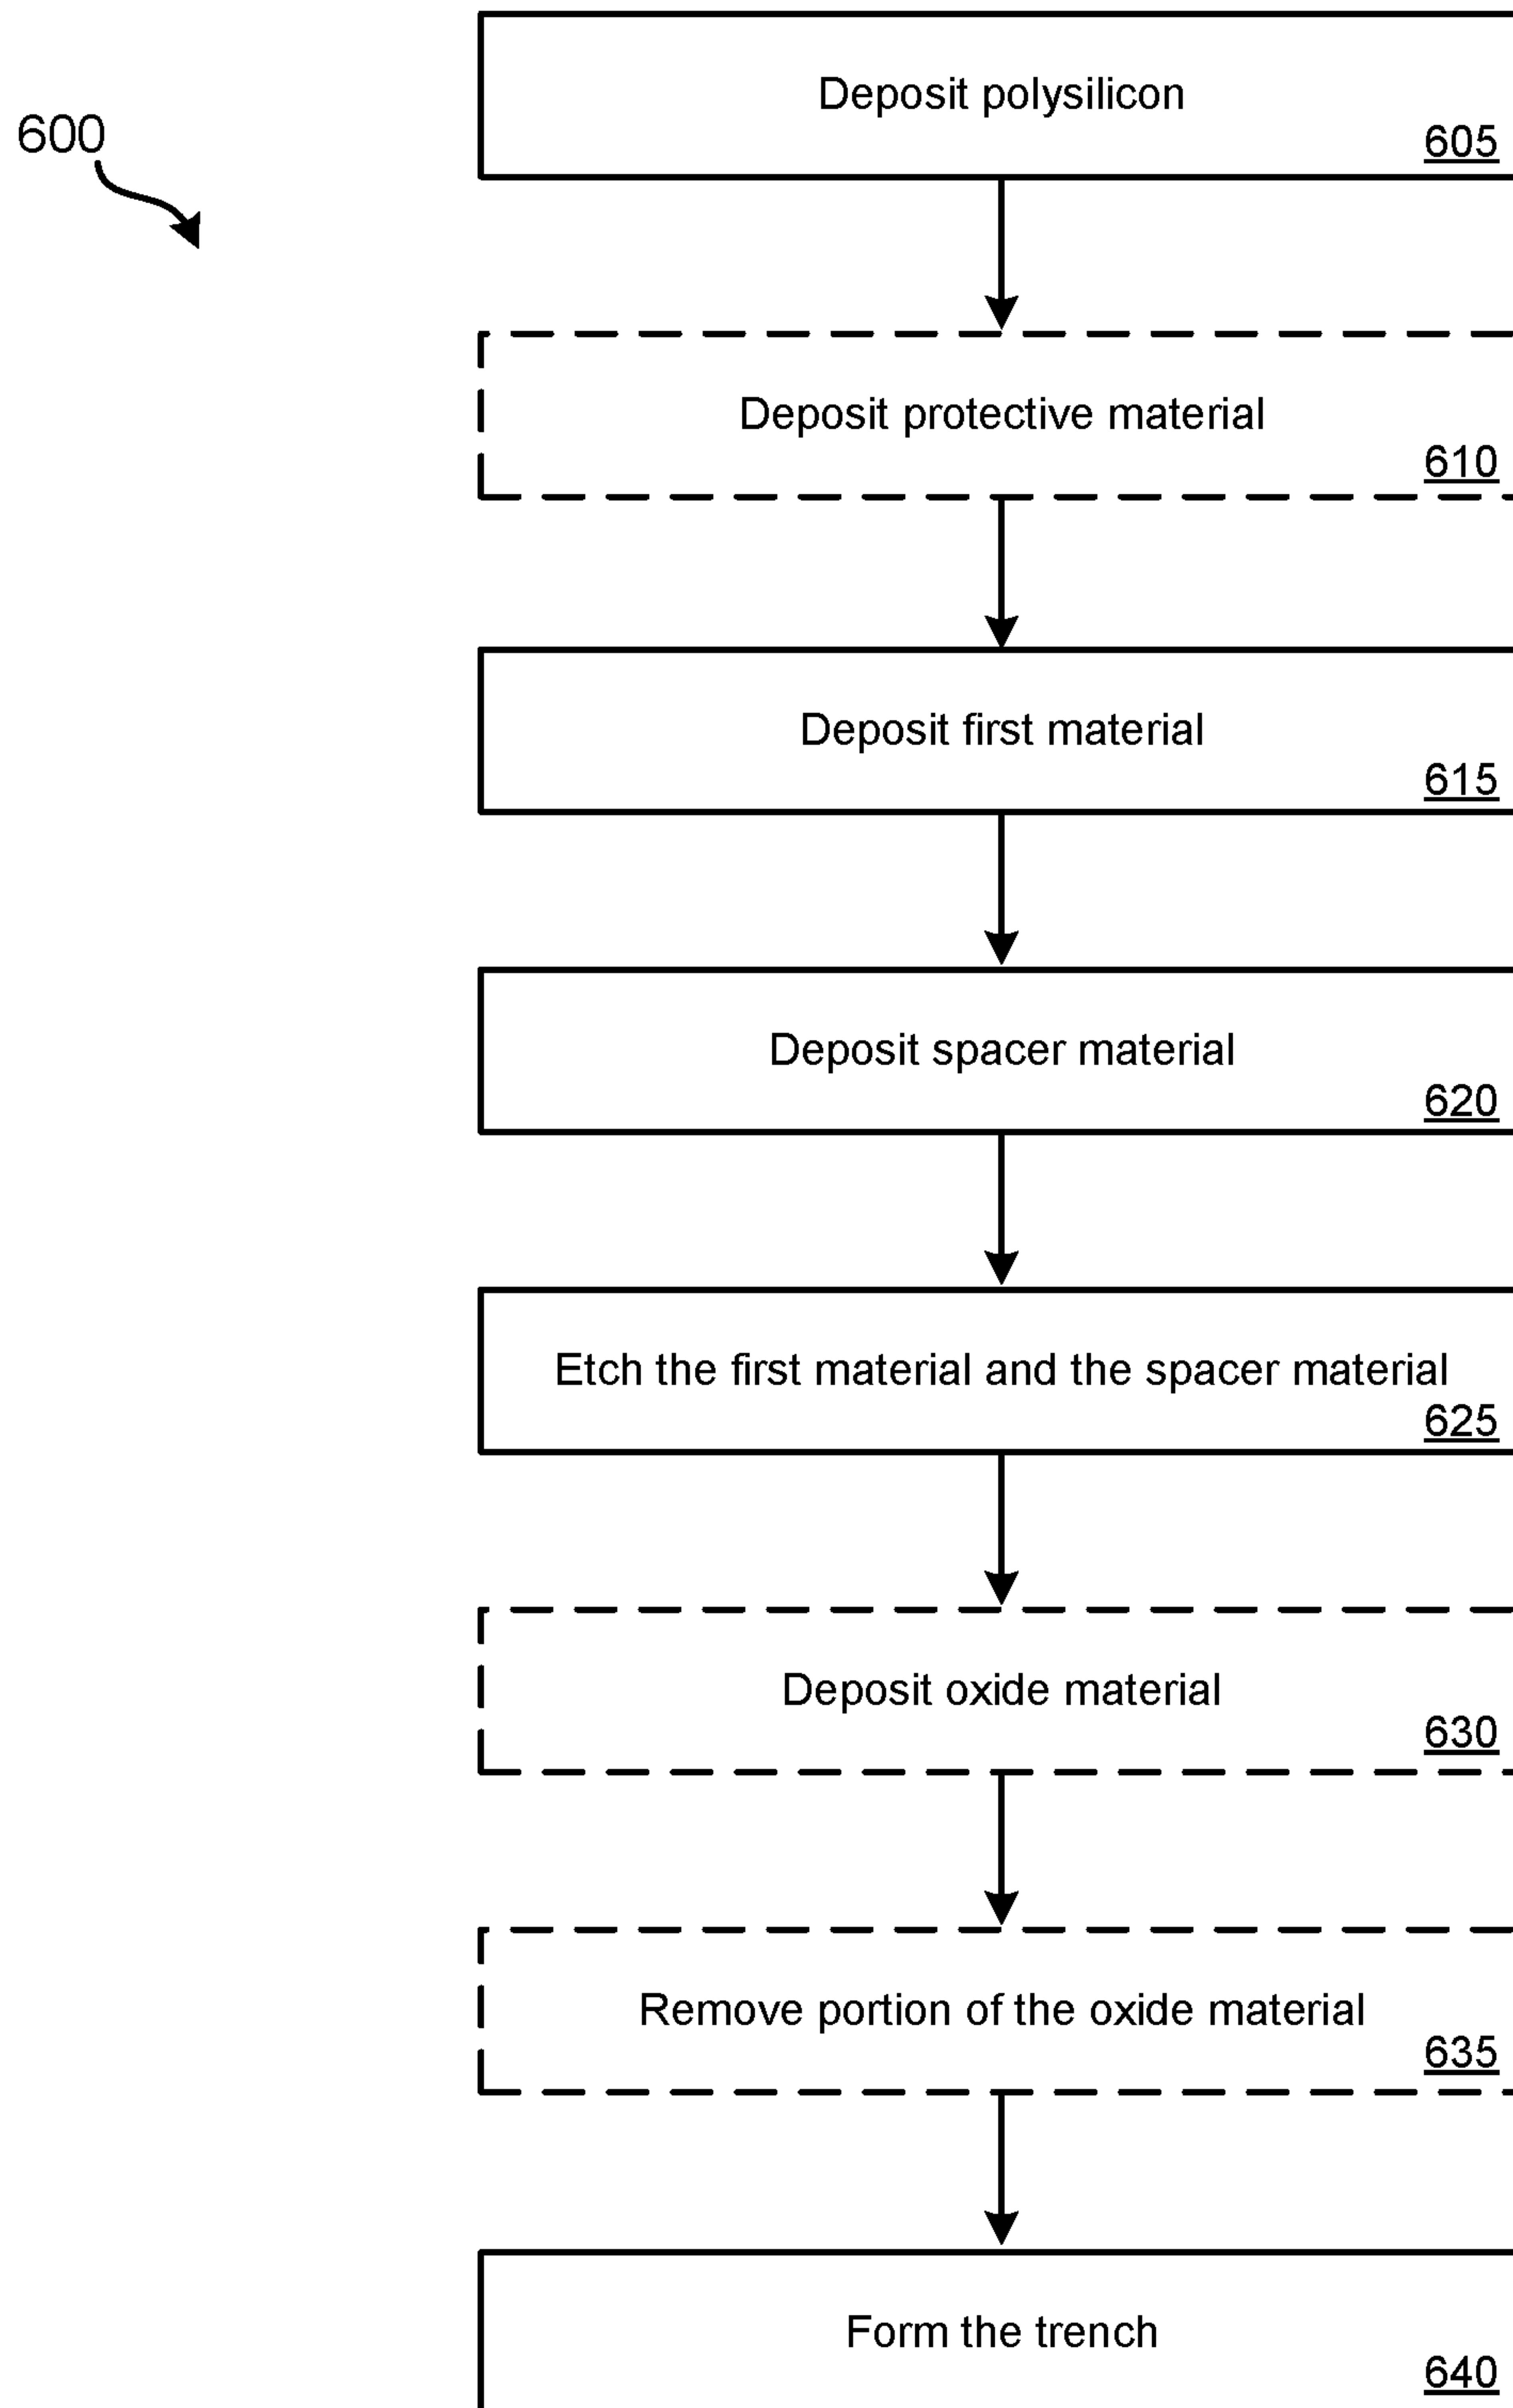 600
Deposit polysilicon
605
Deposit protective material
610
Deposit first material
615
Deposit spacer material
620
Etch the first material and the spacer material
625
Deposit oxide material
630
Remove portion of the oxide material
635
Form the trench
640